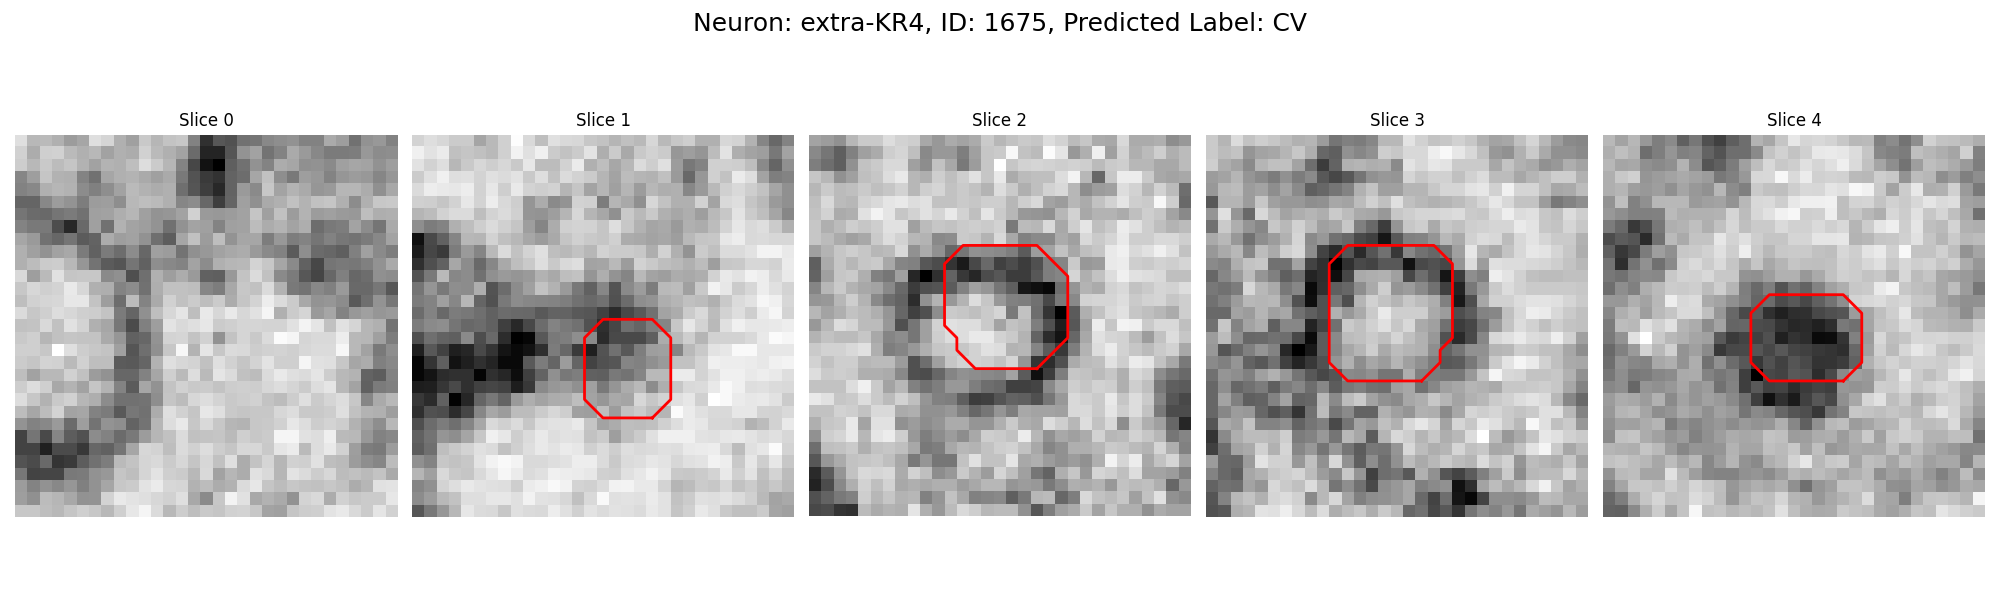 Neuron: extra-KR4, ID: 1675, Predicted Label: CV
Slice 0
Slice 1
Slice 2
Slice 3
Slice 4